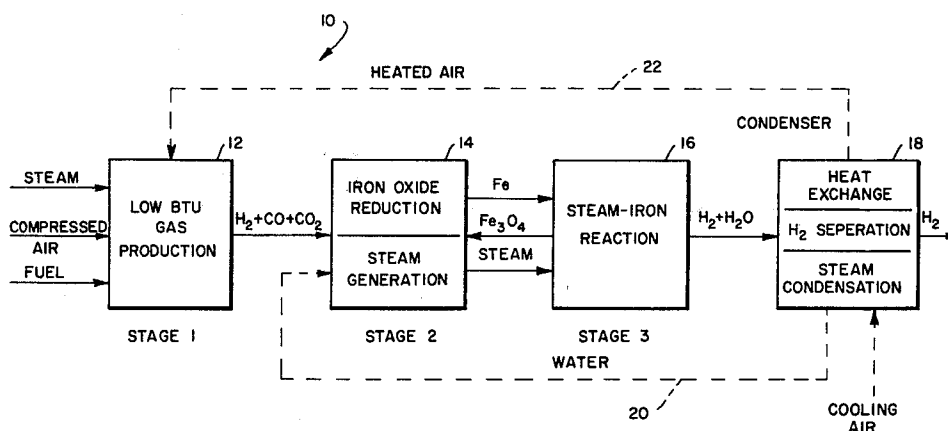 10
HEATED AIR
22
CONDENSER
12
14
16
18
STEAM
COMPRESSED
AIR
FUEL
LOW BTU
GAS
PRODUCTION
H2+CO+CO2
IRON OXIDE
REDUCTION
STEAM
GENERATION
Fe
Fe3O4
STEAM
STEAM-IRON
REACTION
H2+H2O
HEAT
EXCHANGE
H2 SEPERATION
STEAM
CONDENSATION
H2
STAGE 1
STAGE 2
STAGE 3
WATER
20
COOLING
AIR